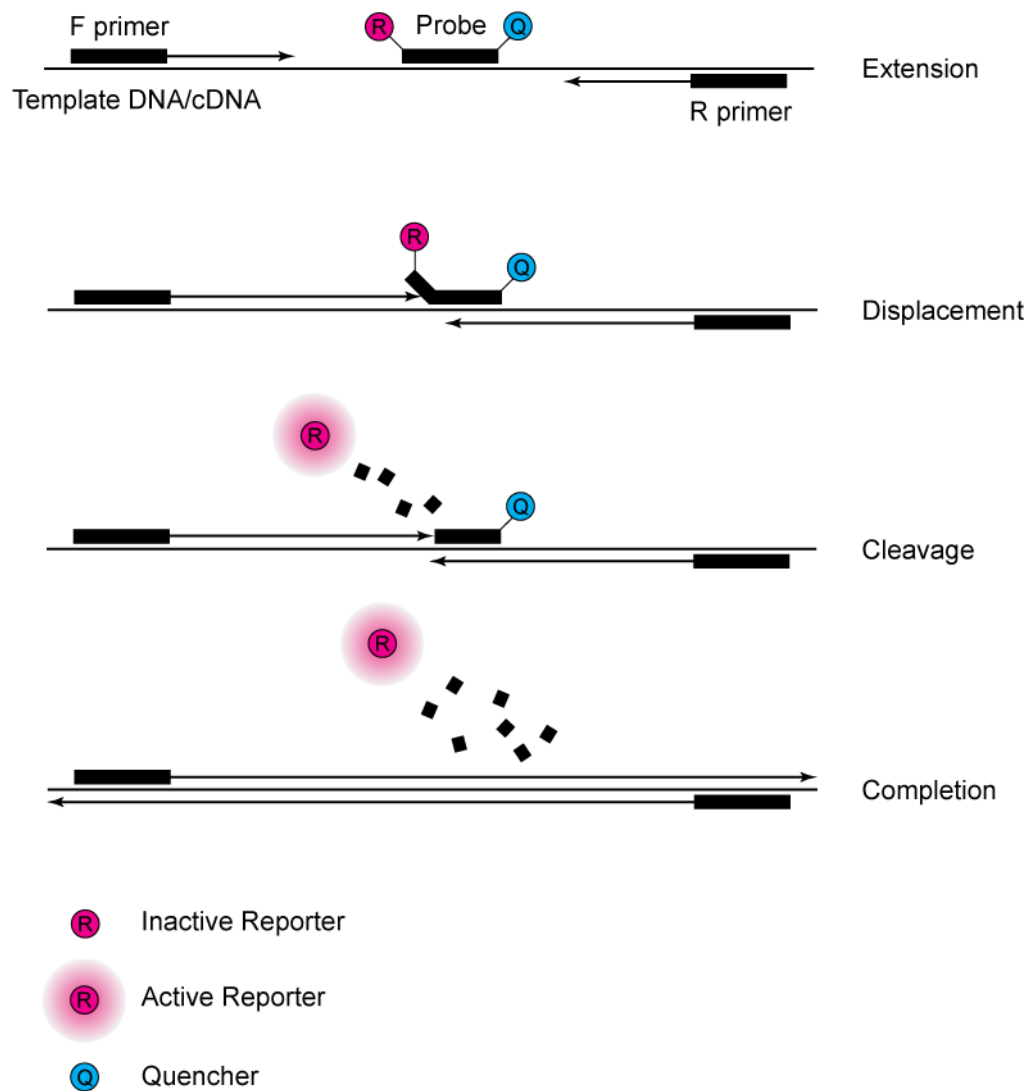 F primer
R
Probe
Q
Extension
Template DNA/cDNA
R primer
R
Q
Displacement
R
Q
Cleavage
R
Completion
R Inactive Reporter
R Active Reporter
Q Quencher